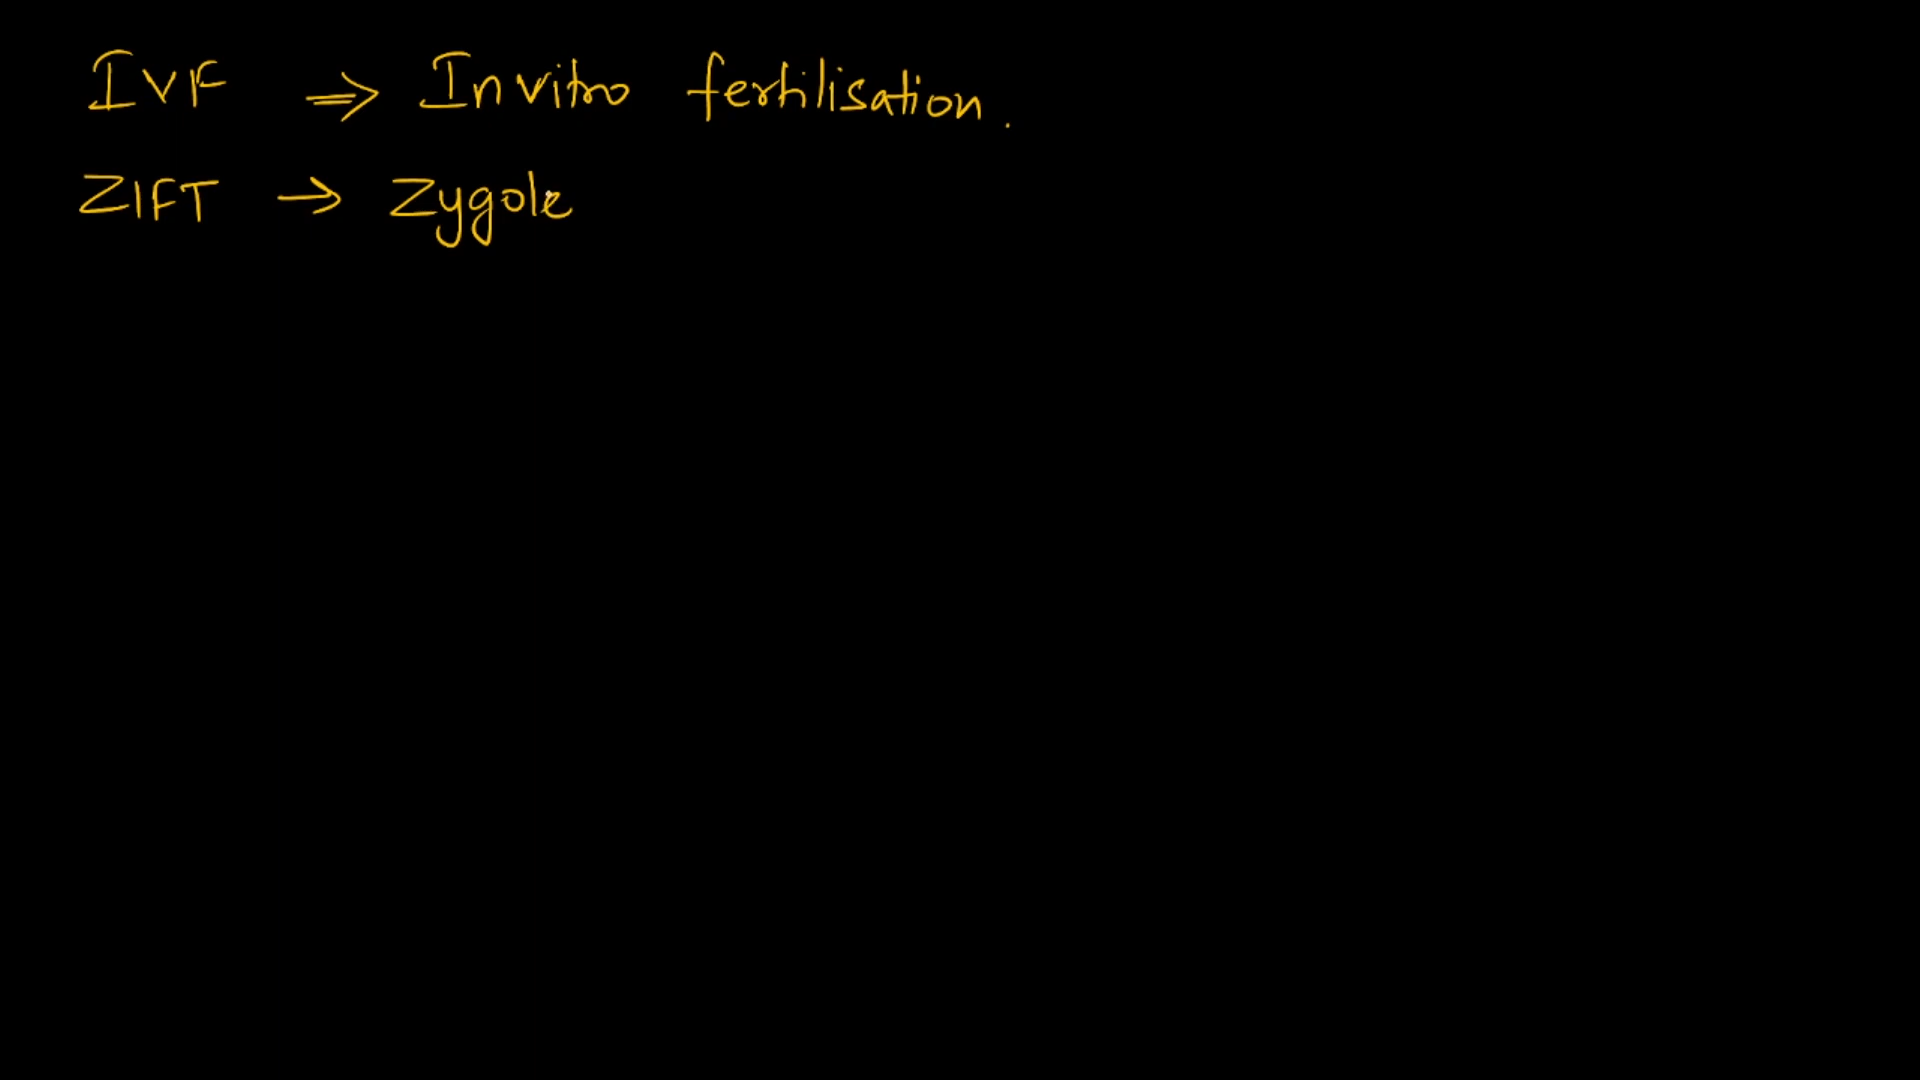 IVF ⇒ Invitro fertilisation.
ZIFT → Zygote